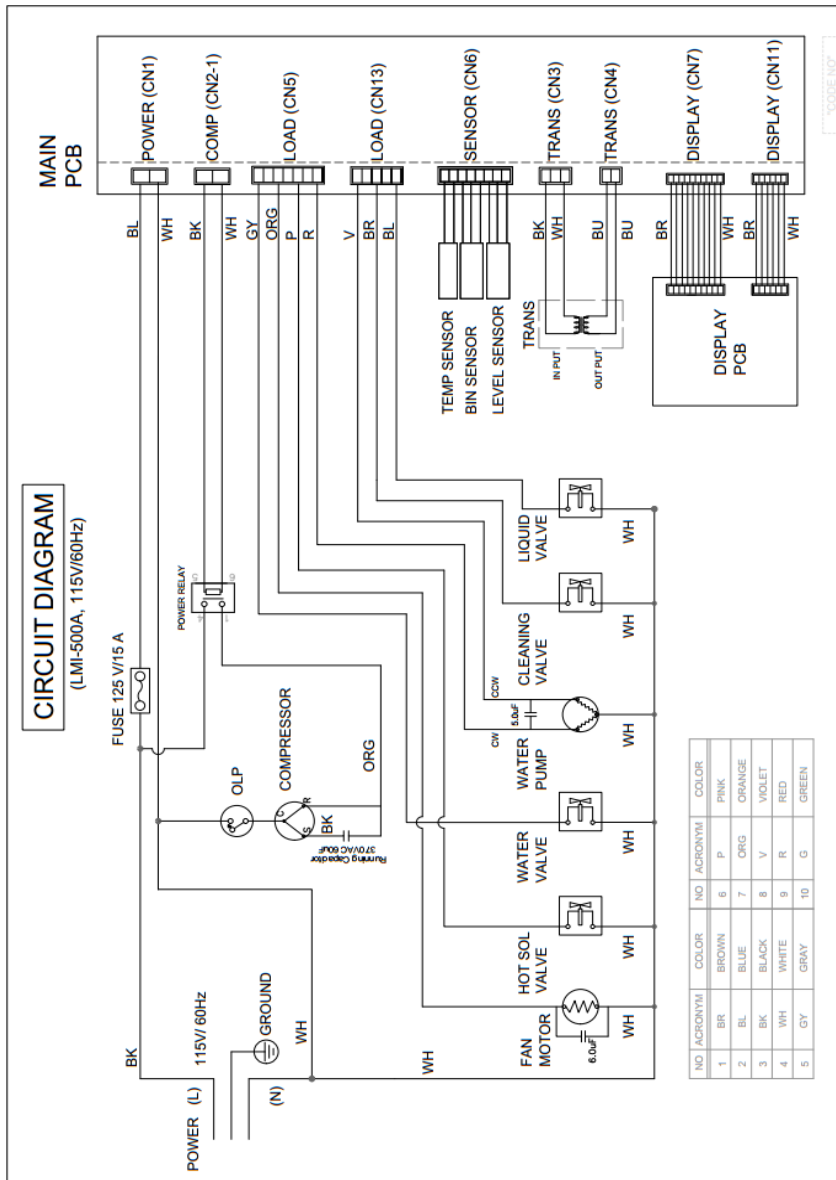 CIRCUIT DIAGRAM
(LMI-500A, 115V/60Hz)
MAIN
PCB
POWER (CN1)
COMP (CN2-1)
LOAD (CN5)
LOAD (CN13)
SENSOR (CN6)
TRANS (CN3)
TRANS (CN4)
DISPLAY (CN7)
DISPLAY (CN11)
"CODE NO"
BL
WH
BK
WH
GY
ORG
P
R
V
BR
BL
BK
WH
BU
BU
BR
WH
BR
WH
TEMP SENSOR
BIN SENSOR
LEVEL SENSOR
TRANS
IN PUT
OUT PUT
DISPLAY
PCB
POWER RELAY
FUSE 125 V/15 A
OLP
COMPRESSOR
C
S
R
BK
ORG
Running Capacitor
370VAC 60uF
LIQUID
VALVE
WH
CLEANING
VALVE
WH
CCW
CW
5.0uF
WATER
PUMP
WH
WATER
VALVE
WH
HOT SOL
VALVE
WH
FAN
MOTOR
6.0uF
WH
BK
115V/ 60Hz
GROUND
POWER (L)
(N)
WH
WH
NO ACRONYM COLOR NO ACRONYM COLOR
1 BR BROWN 6 P PINK
2 BL BLUE 7 ORG ORANGE
3 BK BLACK 8 V VIOLET
4 WH WHITE 9 R RED
5 GY GRAY 10 G GREEN